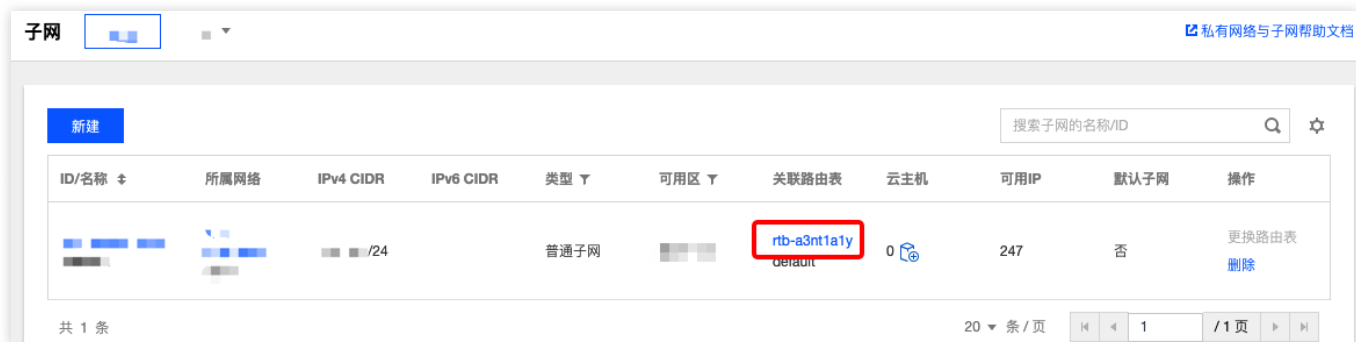 子网
私有网络与子网帮助文档
新建
搜索子网的名称/ID
ID/名称 所属网络 IPv4 CIDR IPv6 CIDR 类型 可用区 关联路由表 云主机 可用IP 默认子网 操作
/24 普通子网 rtb-a3nt1a1y 0 247 否 更换路由表
default 删除
共 1 条 20 条/页 1 /1页